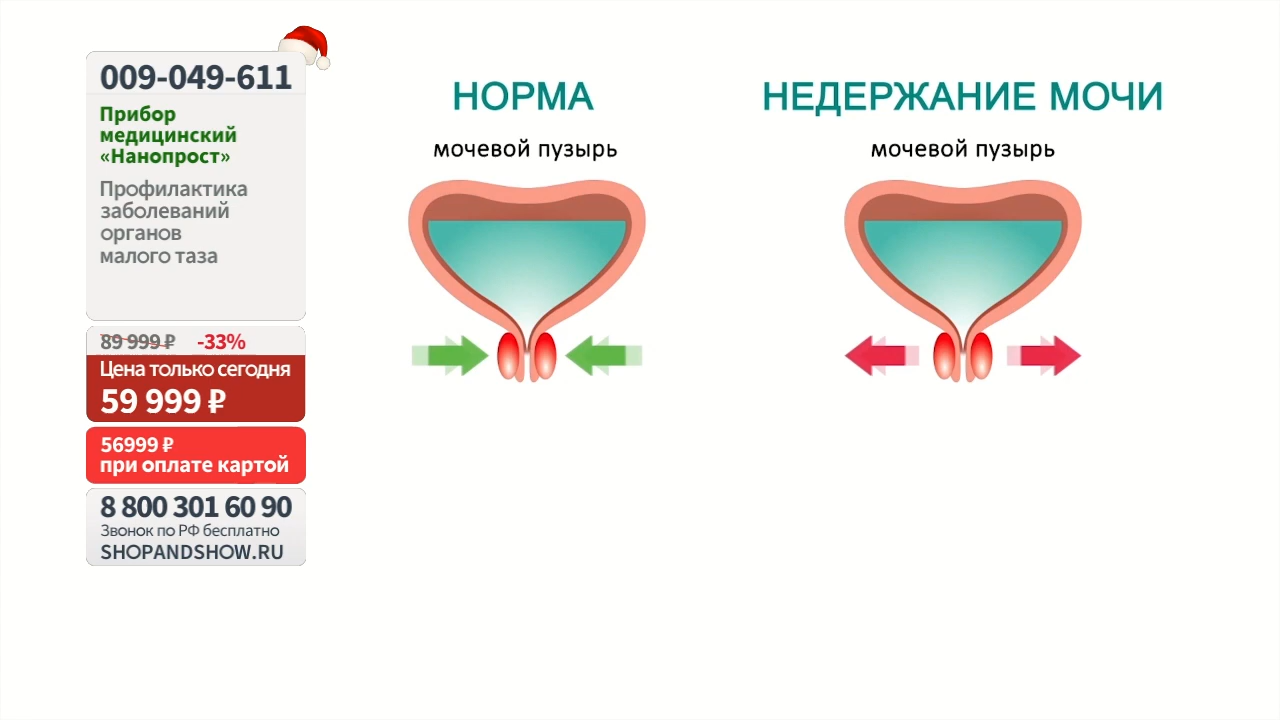 009-049-611
Прибор
медицинский
«Нанопрост»
Профилактика
заболеваний
органов
малого таза
89 999 ₽ -33%
Цена только сегодня
59 999 ₽
56999 ₽
при оплате картой
8 800 301 60 90
Звонок по РФ бесплатно
SHOPANDSHOW.RU
НОРМА
мочевой пузырь
НЕДЕРЖАНИЕ МОЧИ
мочевой пузырь